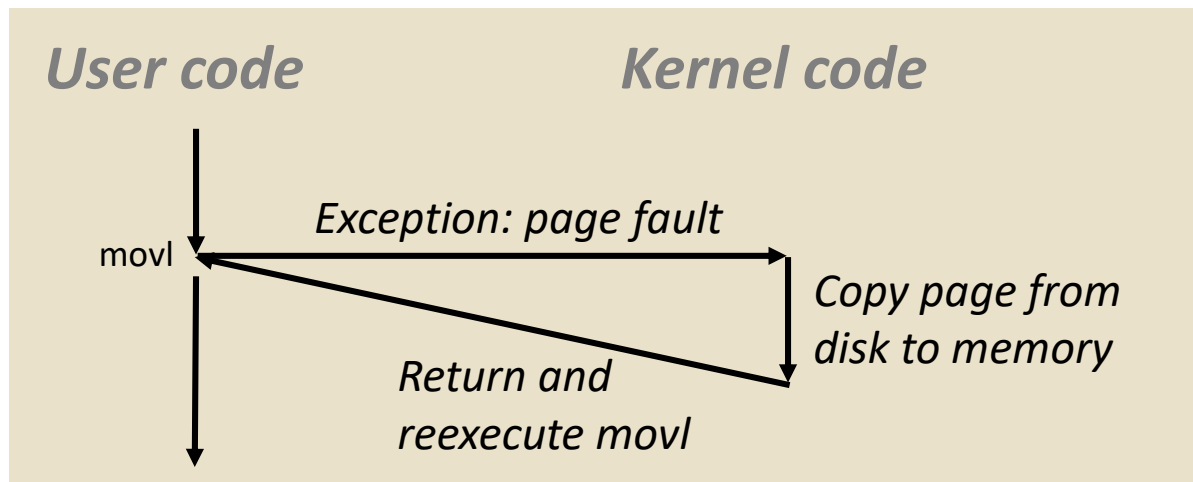 User code
Kernel code
Exception: page fault
movl
Copy page from
disk to memory
Return and
reexecute movl